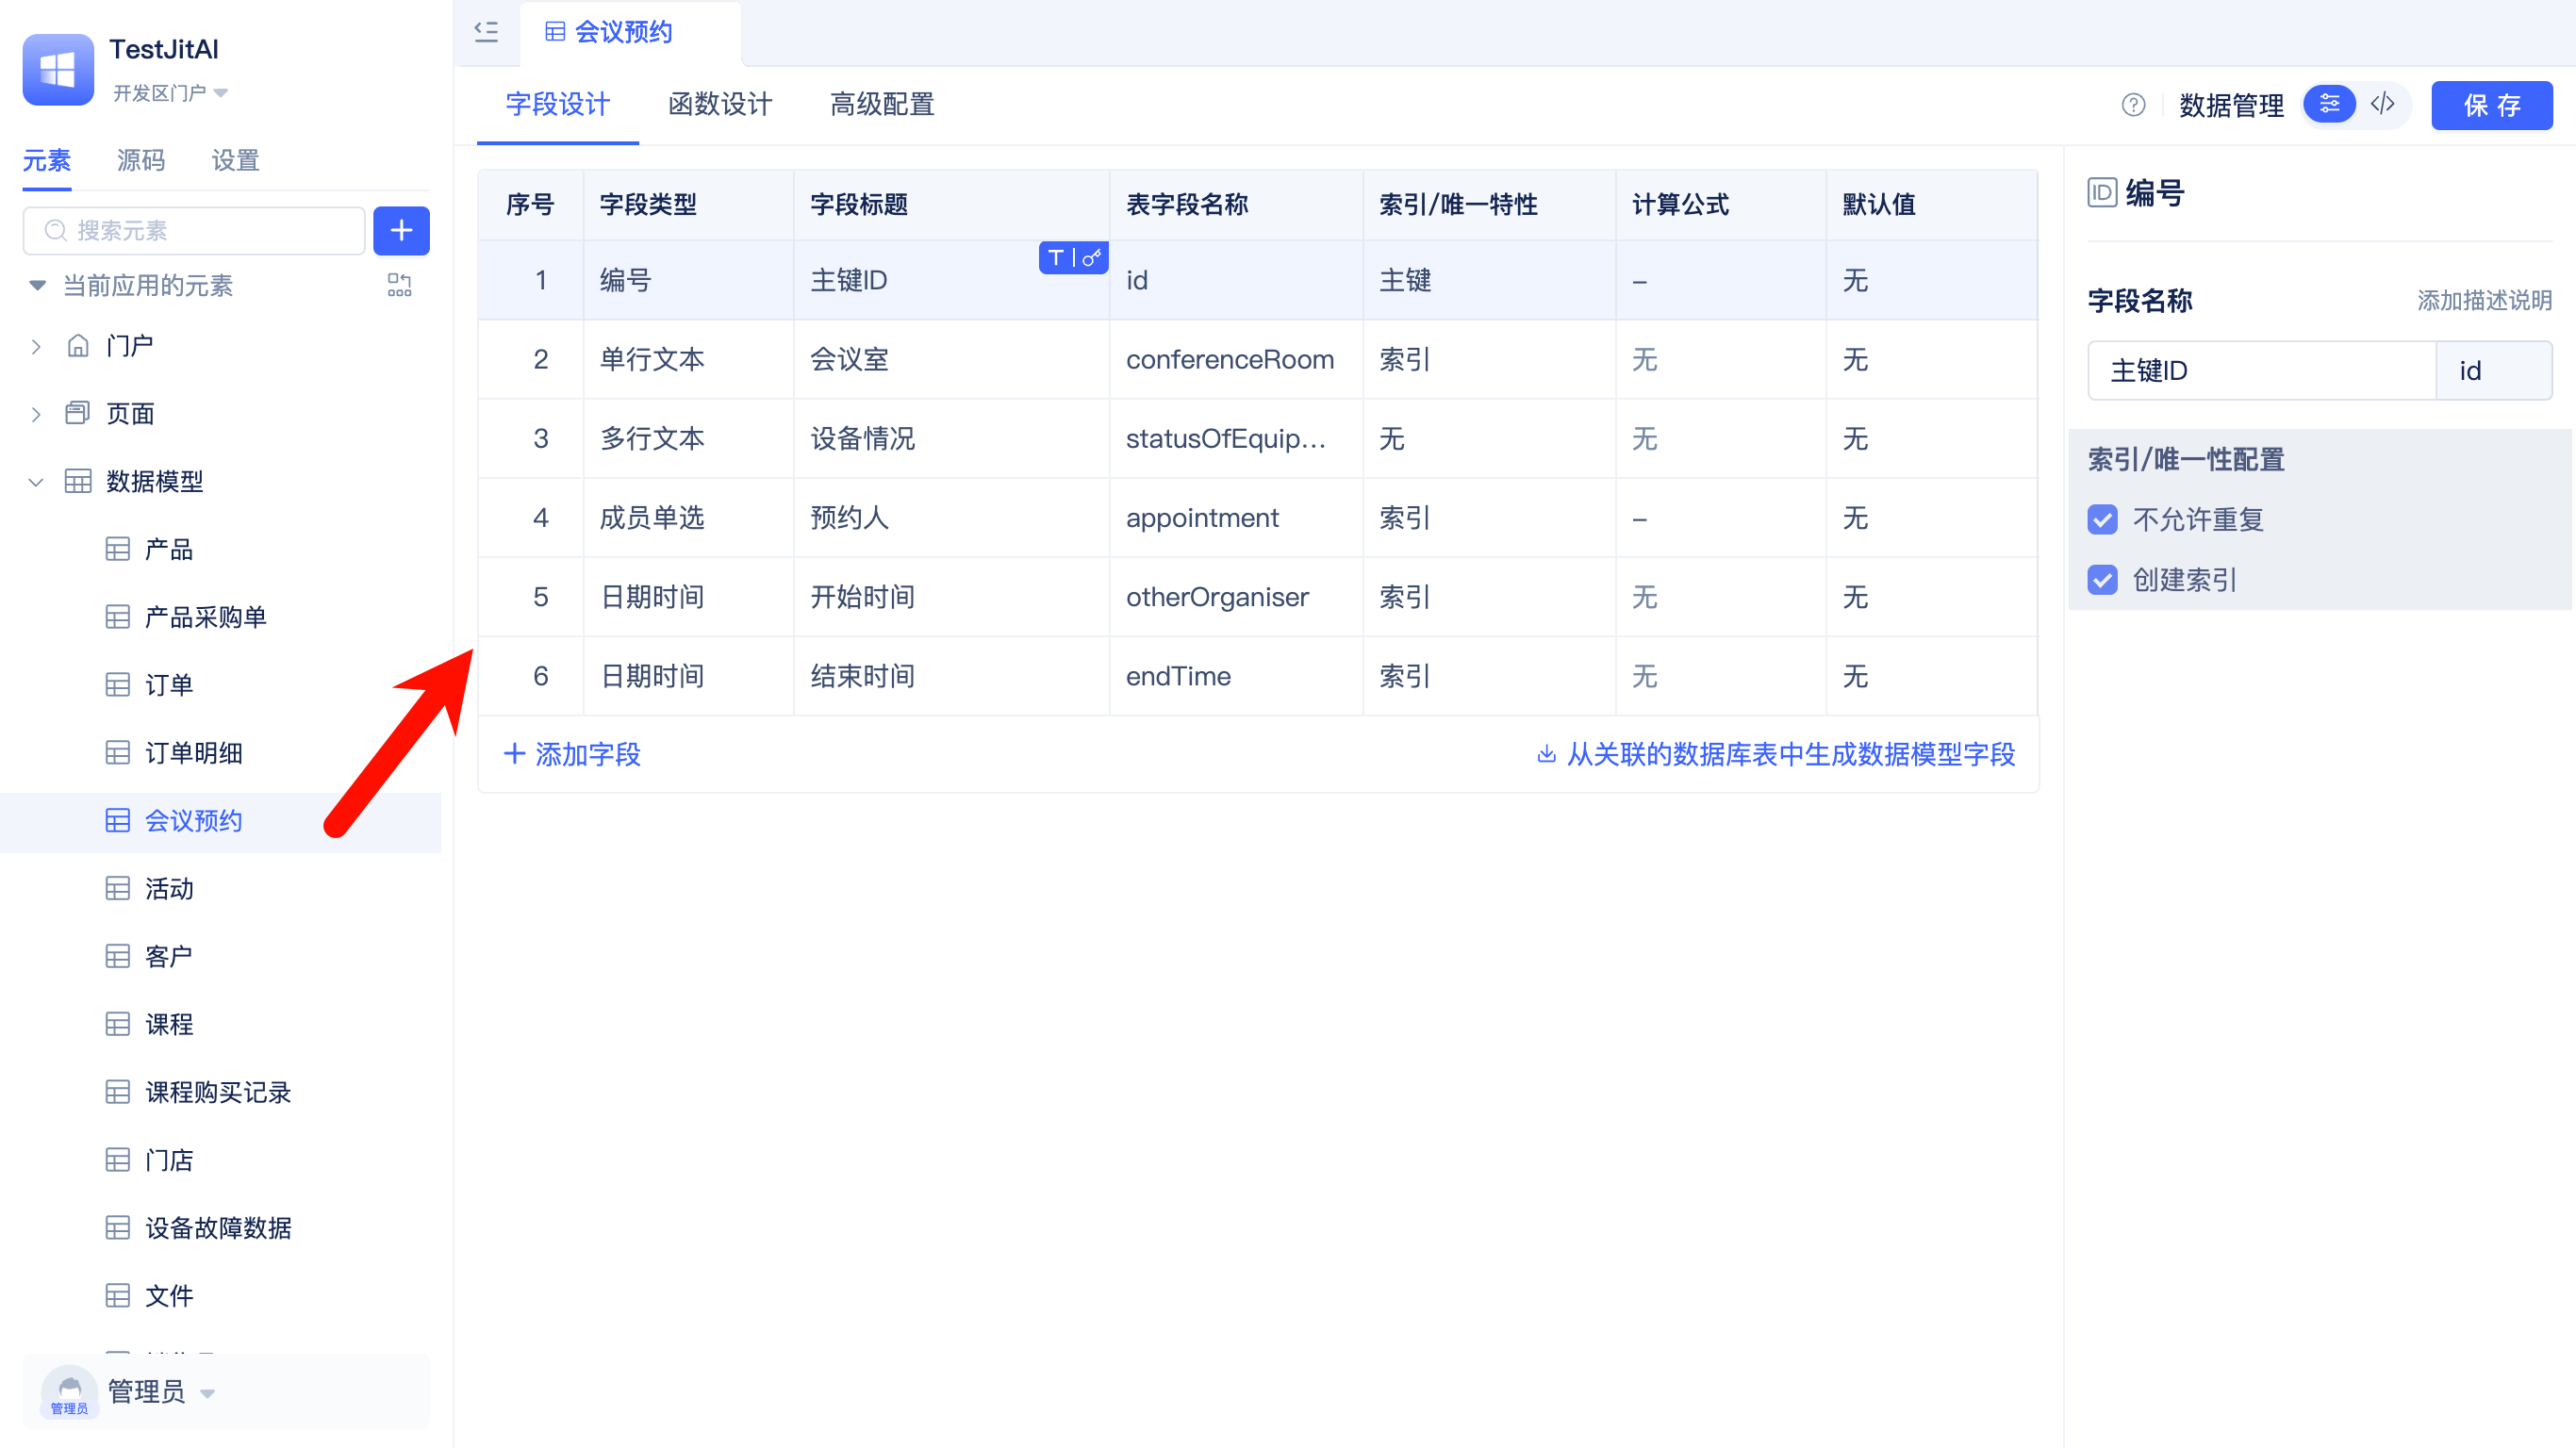 TestJitAI
开发区门户
元素 源码 设置
搜索元素
当前应用的元素
门户
页面
数据模型
产品
产品采购单
订单
订单明细
会议预约
活动
客户
课程
课程购买记录
门店
设备故障数据
文件
管理员
管理员
会议预约
字段设计 函数设计 高级配置
数据管理
保 存
序号 字段类型 字段标题 表字段名称 索引/唯一特性 计算公式 默认值
1 编号 主键ID id 主键 – 无
2 单行文本 会议室 conferenceRoom 索引 无 无
3 多行文本 设备情况 statusOfEquip... 无 无 无
4 成员单选 预约人 appointment 索引 – 无
5 日期时间 开始时间 otherOrganiser 索引 无 无
6 日期时间 结束时间 endTime 索引 无 无
添加字段
从关联的数据库表中生成数据模型字段
ID 编号
字段名称 添加描述说明
主键ID id
索引/唯一性配置
不允许重复
创建索引